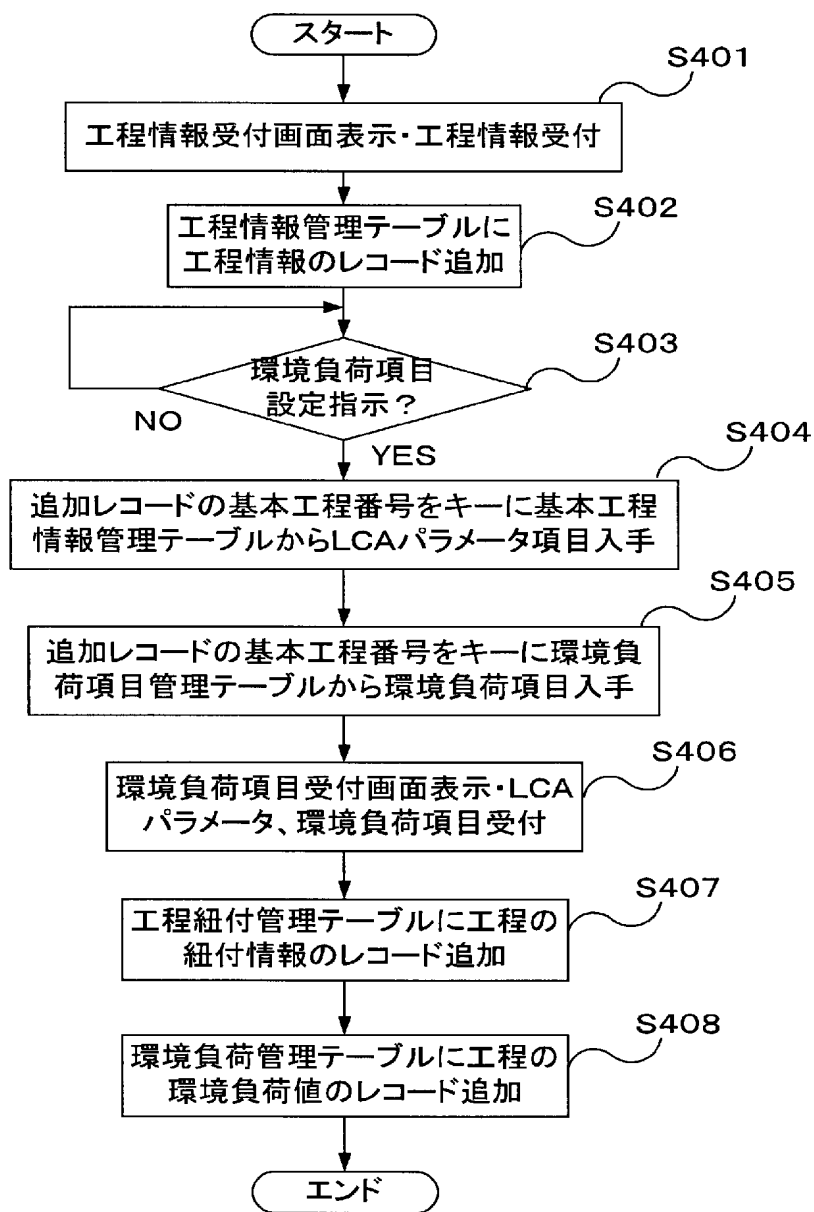 スタート
S401
工程情報受付画面表示・工程情報受付
S402
工程情報管理テーブルに
工程情報のレコード追加
S403
環境負荷項目
設定指示?
NO
YES
S404
追加レコードの基本工程番号をキーに基本工程
情報管理テーブルからLCAパラメータ項目入手
S405
追加レコードの基本工程番号をキーに環境負
荷項目管理テーブルから環境負荷項目入手
S406
環境負荷項目受付画面表示・LCA
パラメータ、環境負荷項目受付
S407
工程紐付管理テーブルに工程の
紐付情報のレコード追加
S408
環境負荷管理テーブルに工程の
環境負荷値のレコード追加
エンド